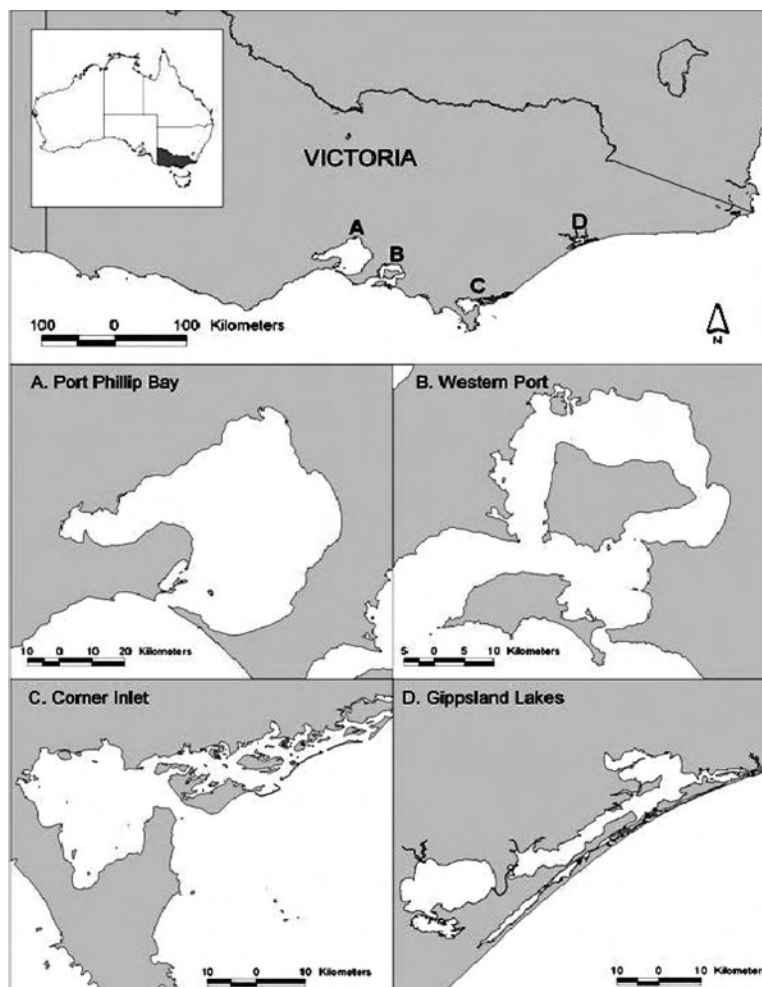 VICTORIA
A
B
C
D
100 0 100 Kilometers
N
A. Port Phillip Bay
10 0 10 20 Kilometers
B. Western Port
5 0 5 10 Kilometers
C. Corner Inlet
10 0 10 Kilometers
D. Gippsland Lakes
10 0 10 Kilometers